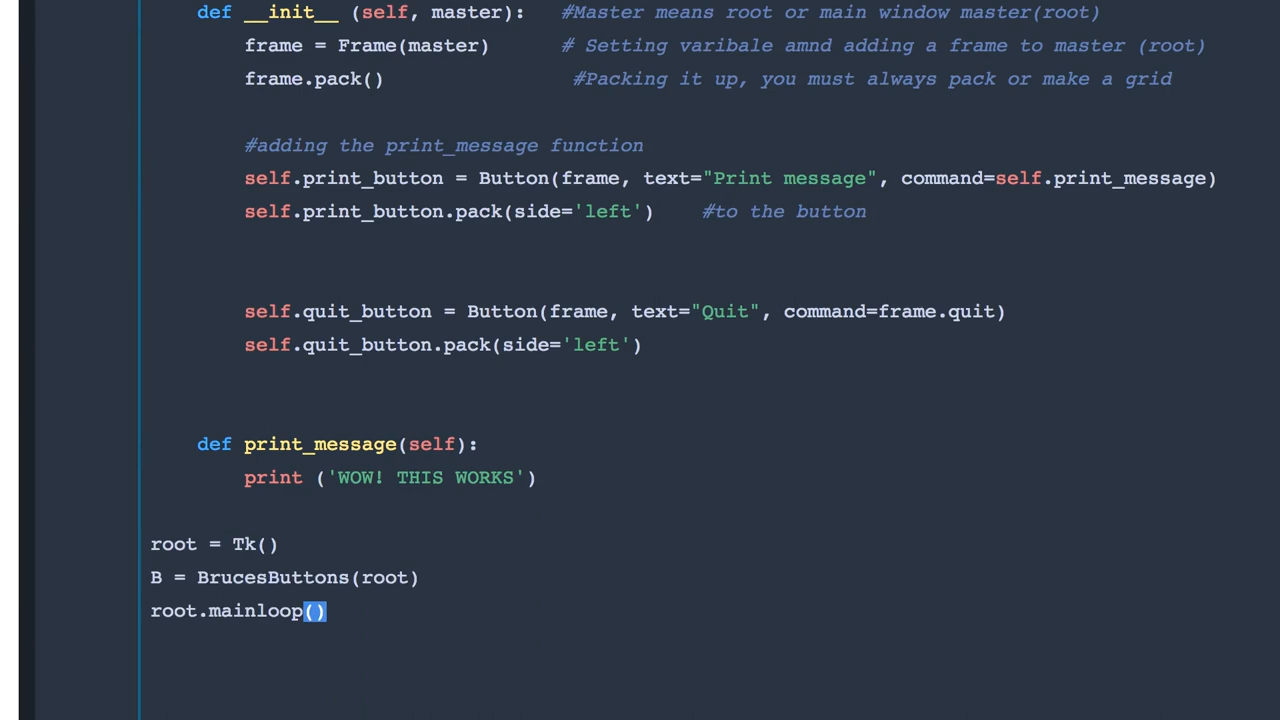 def __init__ (self, master):   #Master means root or main window master(root)
frame = Frame(master)      # Setting varibale amnd adding a frame to master (root)
frame.pack()                #Packing it up, you must always pack or make a grid
#adding the print_message function
self.print_button = Button(frame, text="Print message", command=self.print_message)
self.print_button.pack(side='left')    #to the button
self.quit_button = Button(frame, text="Quit", command=frame.quit)
self.quit_button.pack(side='left')
def print_message(self):
print ('WOW! THIS WORKS')
root = Tk()
B = BrucesButtons(root)
root.mainloop()